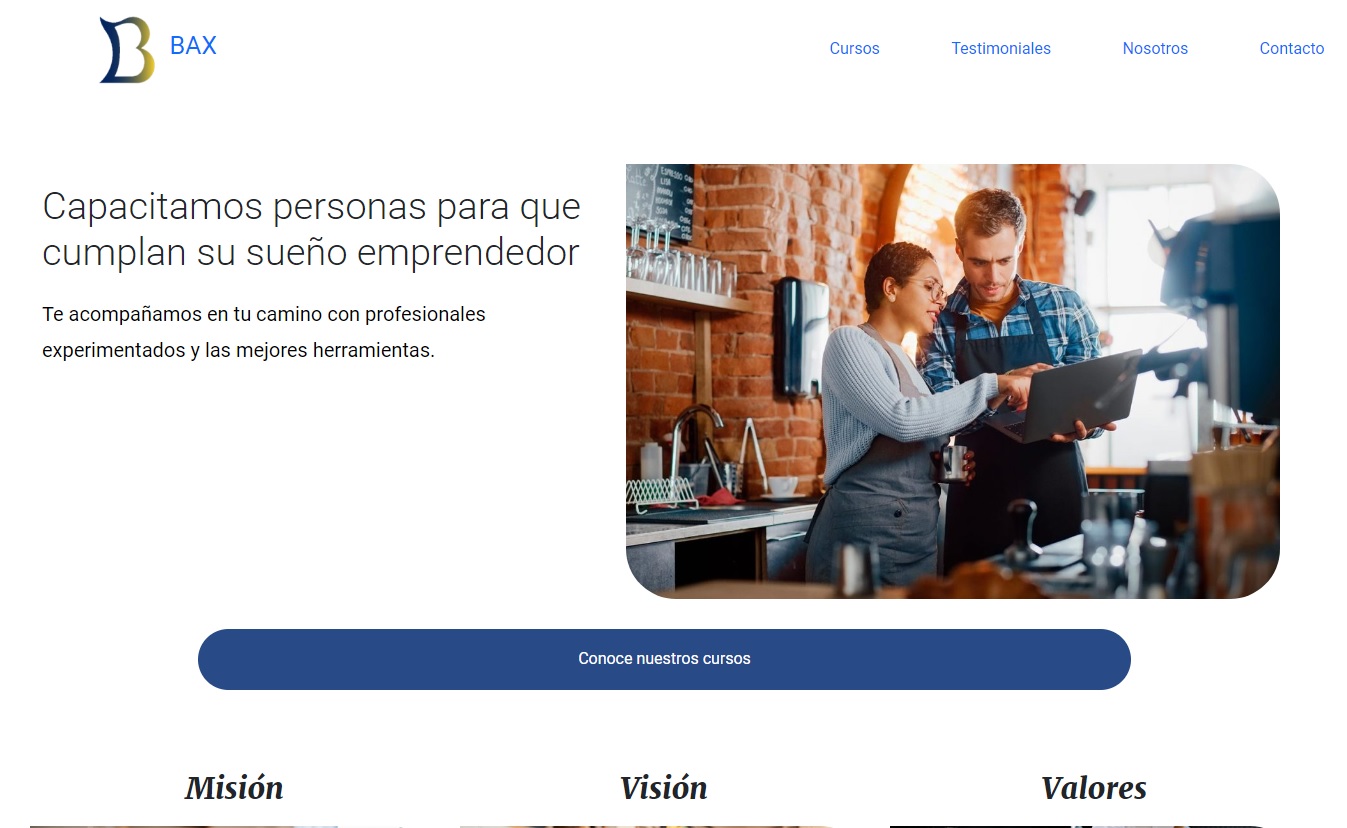 BAX
Cursos
Testimoniales
Nosotros
Contacto
Capacitamos personas para que
cumplan su sueño emprendedor
Te acompañamos en tu camino con profesionales
experimentados y las mejores herramientas.
Conoce nuestros cursos
Misión
Visión
Valores